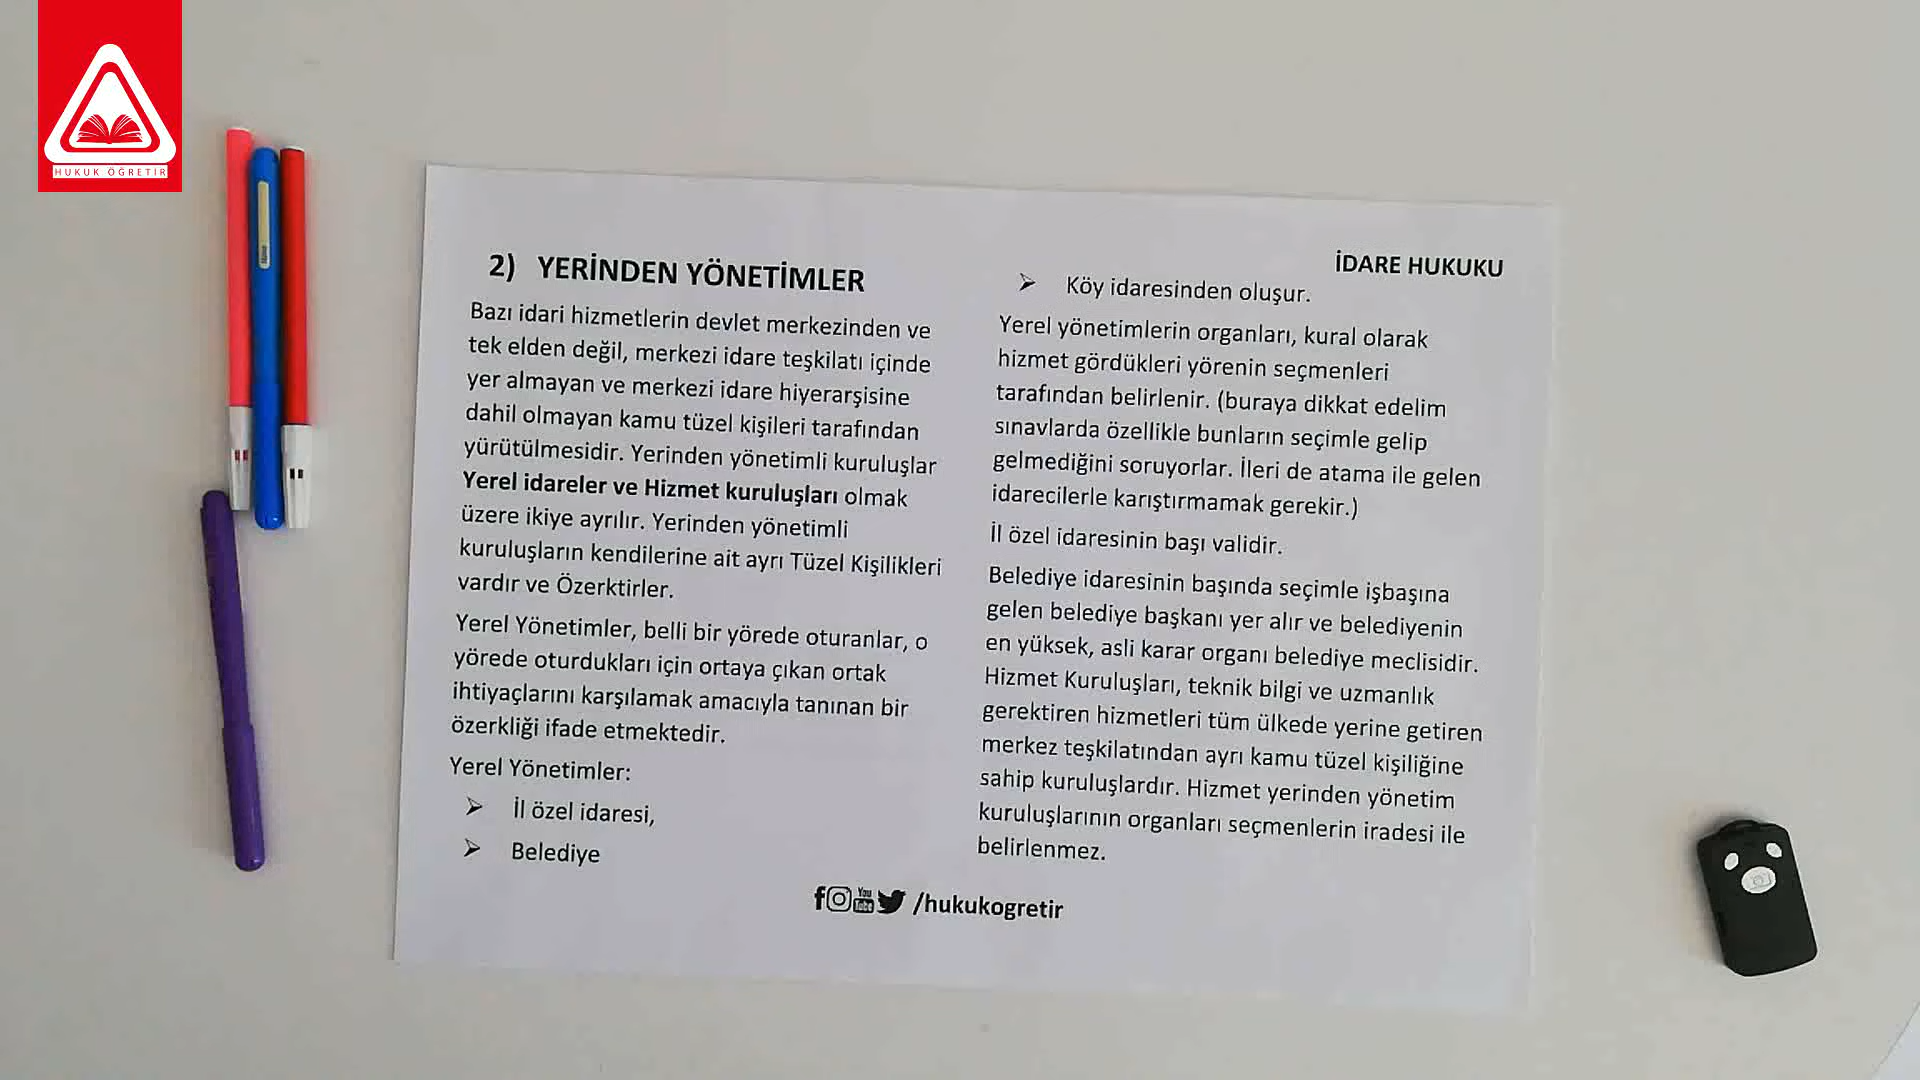 HUKUK ÖĞRETİR
İDARE HUKUKU
2) YERİNDEN YÖNETİMLER
Bazı idari hizmetlerin devlet merkezinden ve
tek elden değil, merkezi idare teşkilatı içinde
yer almayan ve merkezi idare hiyerarşisine
dahil olmayan kamu tüzel kişileri tarafından
yürütülmesidir. Yerinden yönetimli kuruluşlar
Yerel idareler ve Hizmet kuruluşları olmak
üzere ikiye ayrılır. Yerinden yönetimli
kuruluşların kendilerine ait ayrı Tüzel Kişilikleri
vardır ve Özerktirler.
Yerel Yönetimler, belli bir yörede oturanlar, o
yörede oturdukları için ortaya çıkan ortak
ihtiyaçlarını karşılamak amacıyla tanınan bir
özerkliği ifade etmektedir.
Yerel Yönetimler:
➢ İl özel idaresi,
➢ Belediye
➢ Köy idaresinden oluşur.
Yerel yönetimlerin organları, kural olarak
hizmet gördükleri yörenin seçmenleri
tarafından belirlenir. (buraya dikkat edelim
sınavlarda özellikle bunların seçimle gelip
gelmediğini soruyorlar. İleri de atama ile gelen
idarecilerle karıştırmamak gerekir.)
İl özel idaresinin başı validir.
Belediye idaresinin başında seçimle işbaşına
gelen belediye başkanı yer alır ve belediyenin
en yüksek, asli karar organı belediye meclisidir.
Hizmet Kuruluşları, teknik bilgi ve uzmanlık
gerektiren hizmetleri tüm ülkede yerine getiren
merkez teşkilatından ayrı kamu tüzel kişiliğine
sahip kuruluşlardır. Hizmet yerinden yönetim
kuruluşlarının organları seçmenlerin iradesi ile
belirlenmez.
f You Tube /hukukogretir